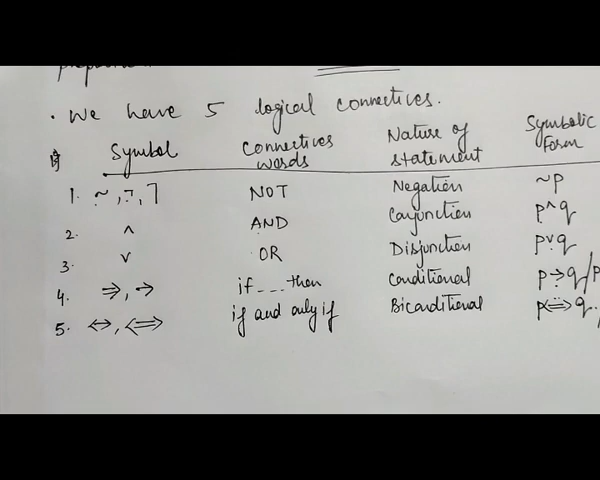 . We have 5 logical connectives.
Symbol Connectives words Nature of statement Symbolic Form
1. ~, ¬, ㄱ NOT Negation ~p
2. ∧ AND Conjunction p∧q
3. ∨ OR Disjunction p∨q
4. ⇒, → if ... then Conditional p→q/p
5. ↔, ⟺ if and only if Biconditional p⟺q.